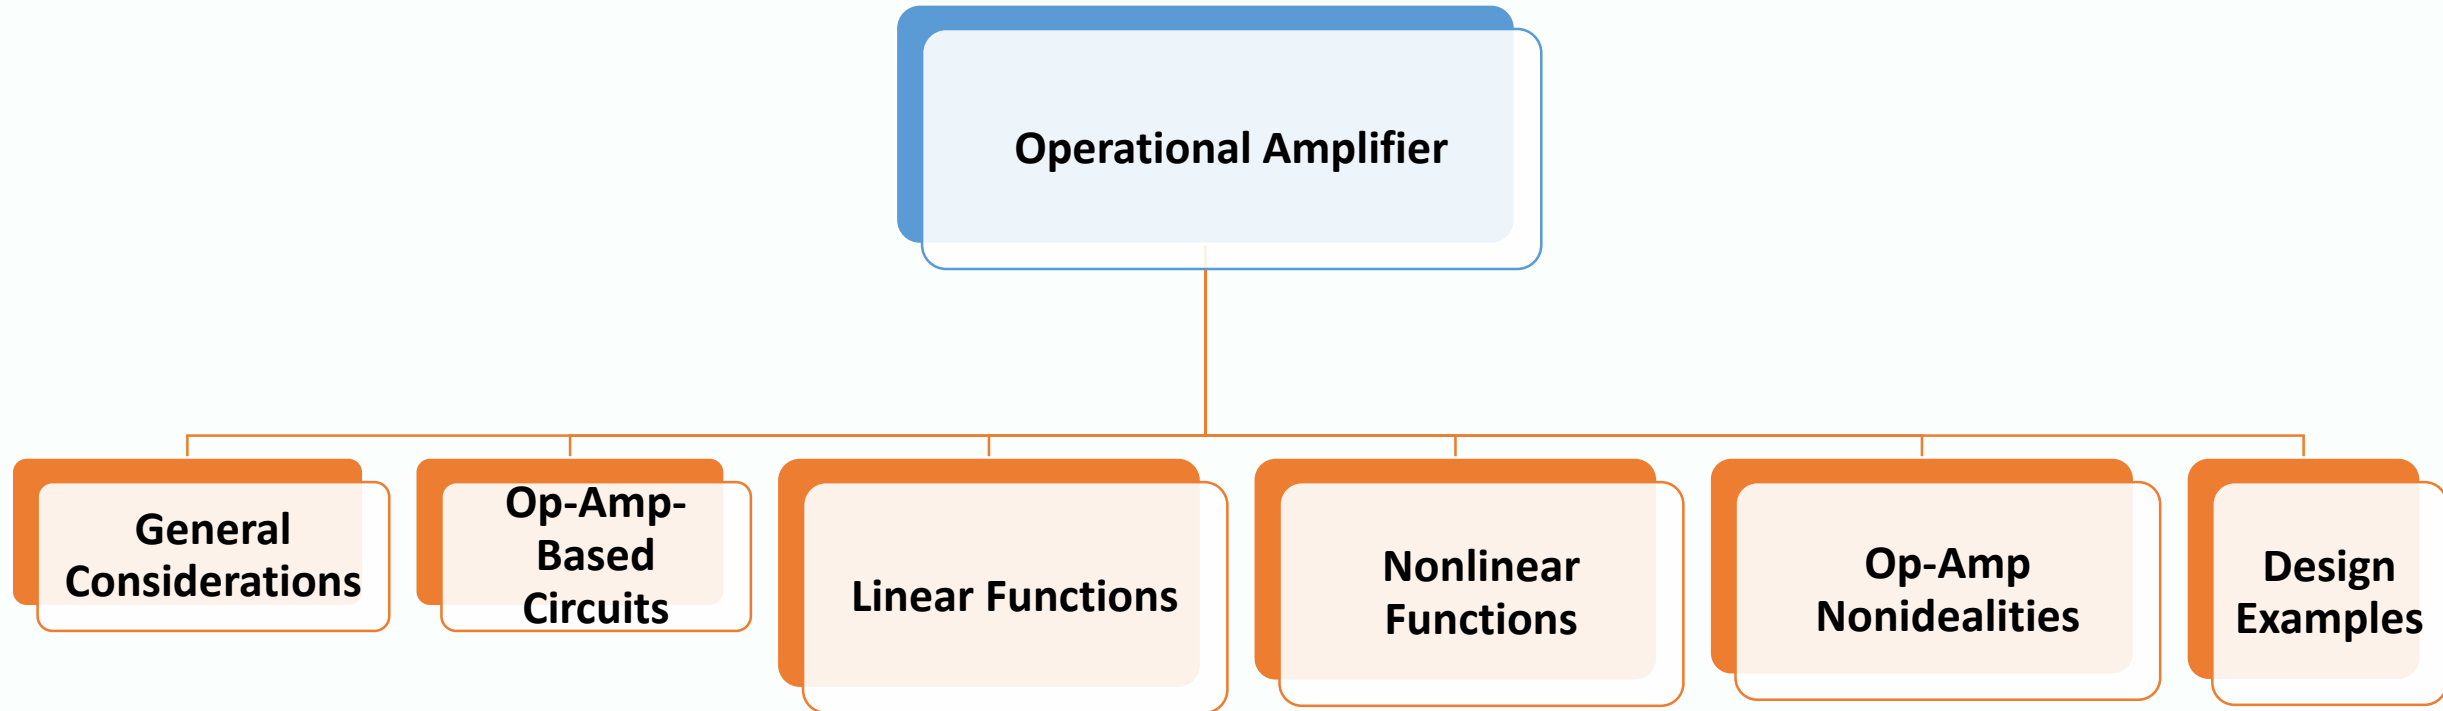 Operational Amplifier
General
Considerations
Op-Amp-
Based
Circuits
Linear Functions
Nonlinear
Functions
Op-Amp
Nonidealities
Design
Examples